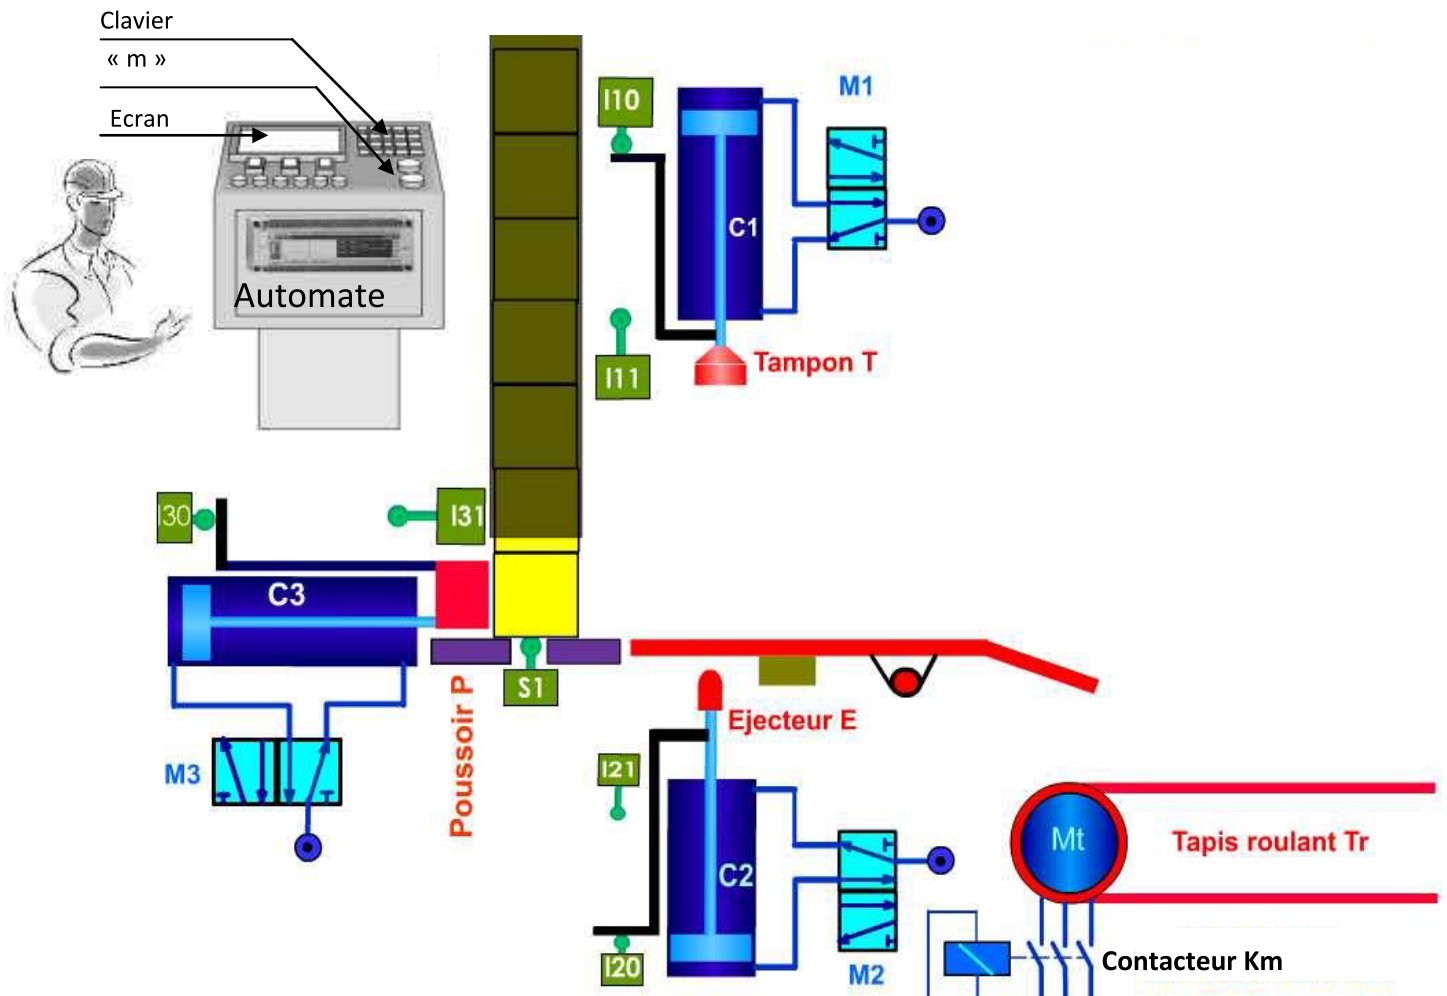 Clavier
« m »
Ecran
Automate
I10
I11
C1
M1
Tampon T
I30
I31
C3
S1
M3
Poussoir P
Ejecteur E
I21
I20
C2
M2
Mt
Tapis roulant Tr
Contacteur Km